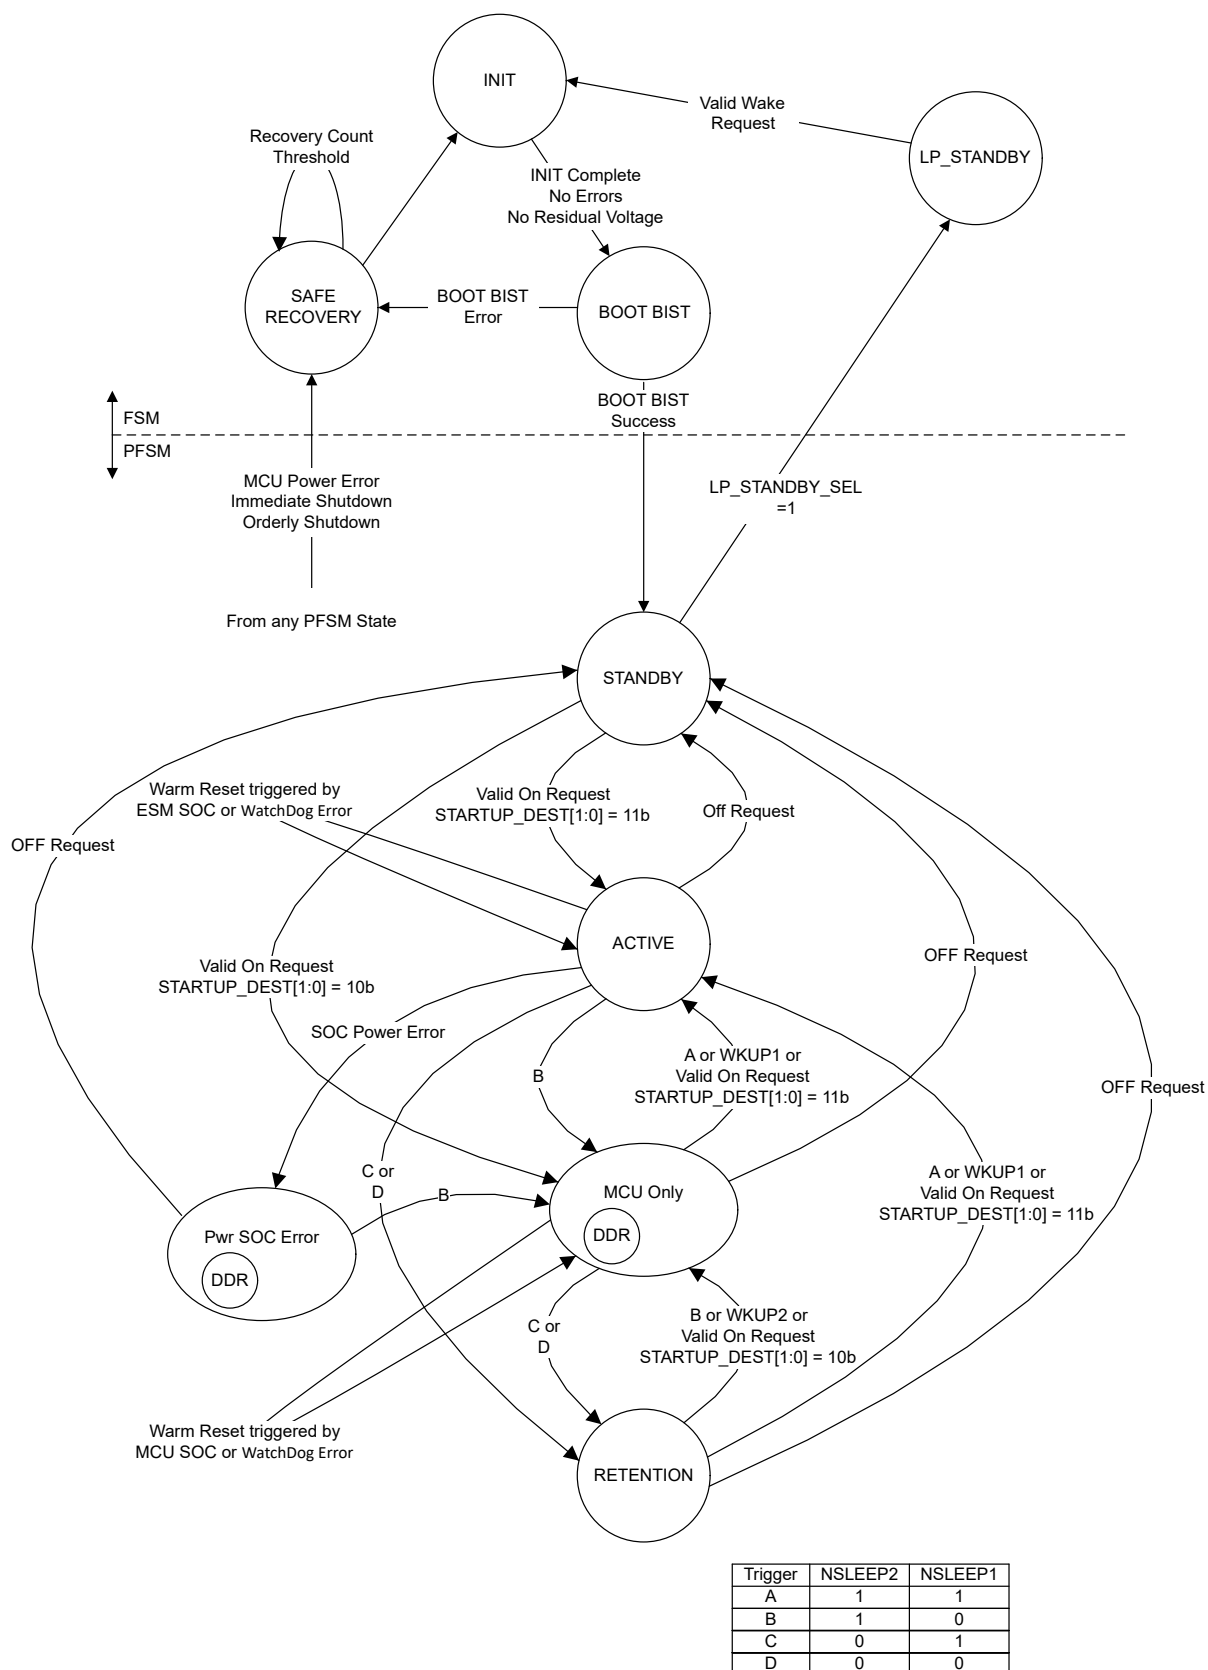 INIT
Valid Wake
Request
LP_STANDBY
Recovery Count
Threshold
INIT Complete
No Errors
No Residual Voltage
SAFE
RECOVERY
BOOT BIST
Error
BOOT BIST
BOOT BIST
Success
FSM
PFSM
MCU Power Error
Immediate Shutdown
Orderly Shutdown
LP_STANDBY_SEL
=1
From any PFSM State
STANDBY
Warm Reset triggered by
ESM SOC or WatchDog Error
Valid On Request
STARTUP_DEST[1:0] = 11b
Off Request
OFF Request
ACTIVE
Valid On Request
STARTUP_DEST[1:0] = 10b
OFF Request
SOC Power Error
B
A or WKUP1 or
Valid On Request
STARTUP_DEST[1:0] = 11b
OFF Request
C or
D
A or WKUP1 or
Valid On Request
STARTUP_DEST[1:0] = 11b
B
MCU Only
DDR
Pwr SOC Error
DDR
C or
D
B or WKUP2 or
Valid On Request
STARTUP_DEST[1:0] = 10b
Warm Reset triggered by
MCU SOC or WatchDog Error
RETENTION
Trigger NSLEEP2 NSLEEP1
A 1 1
B 1 0
C 0 1
D 0 0